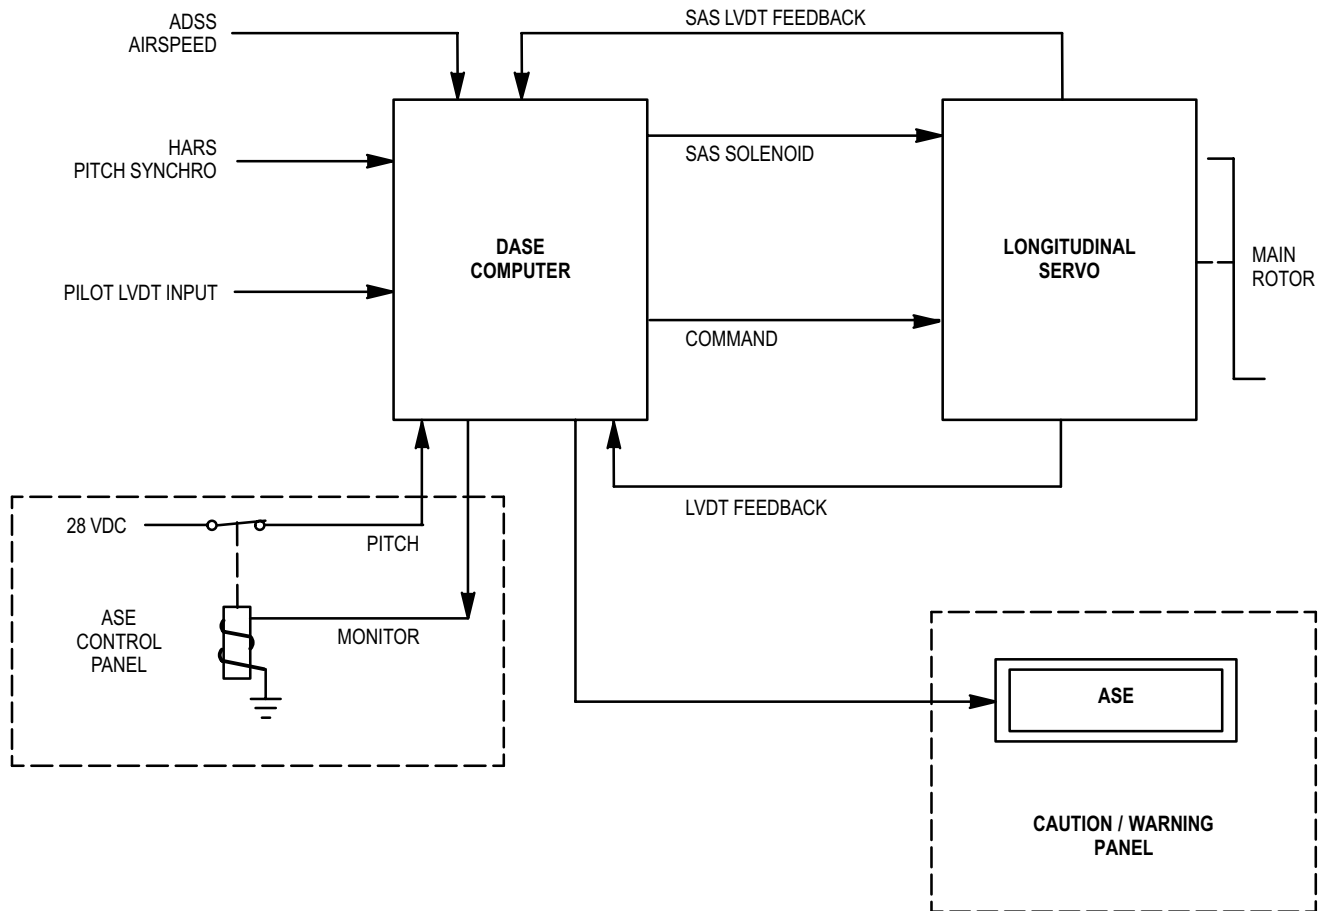 ADSS
AIRSPEED
SAS LVDT FEEDBACK
HARS
PITCH SYNCHRO
SAS SOLENOID
DASE
COMPUTER
LONGITUDINAL
SERVO
MAIN
ROTOR
PILOT LVDT INPUT
COMMAND
LVDT FEEDBACK
28 VDC
PITCH
ASE
CONTROL
PANEL
MONITOR
ASE
CAUTION / WARNING
PANEL